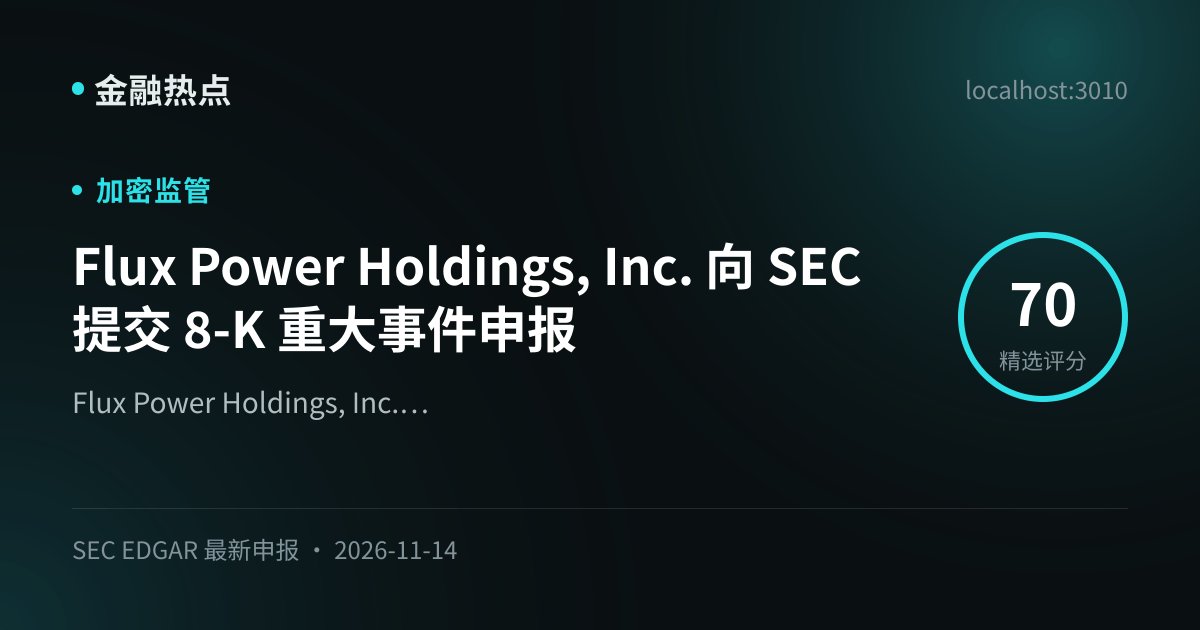 金融热点
localhost:3010
加密监管
Flux Power Holdings, Inc. 向 SEC
提交 8-K 重大事件申报
70
精选评分
Flux Power Holdings, Inc.…
SEC EDGAR 最新申报 · 2026-11-14